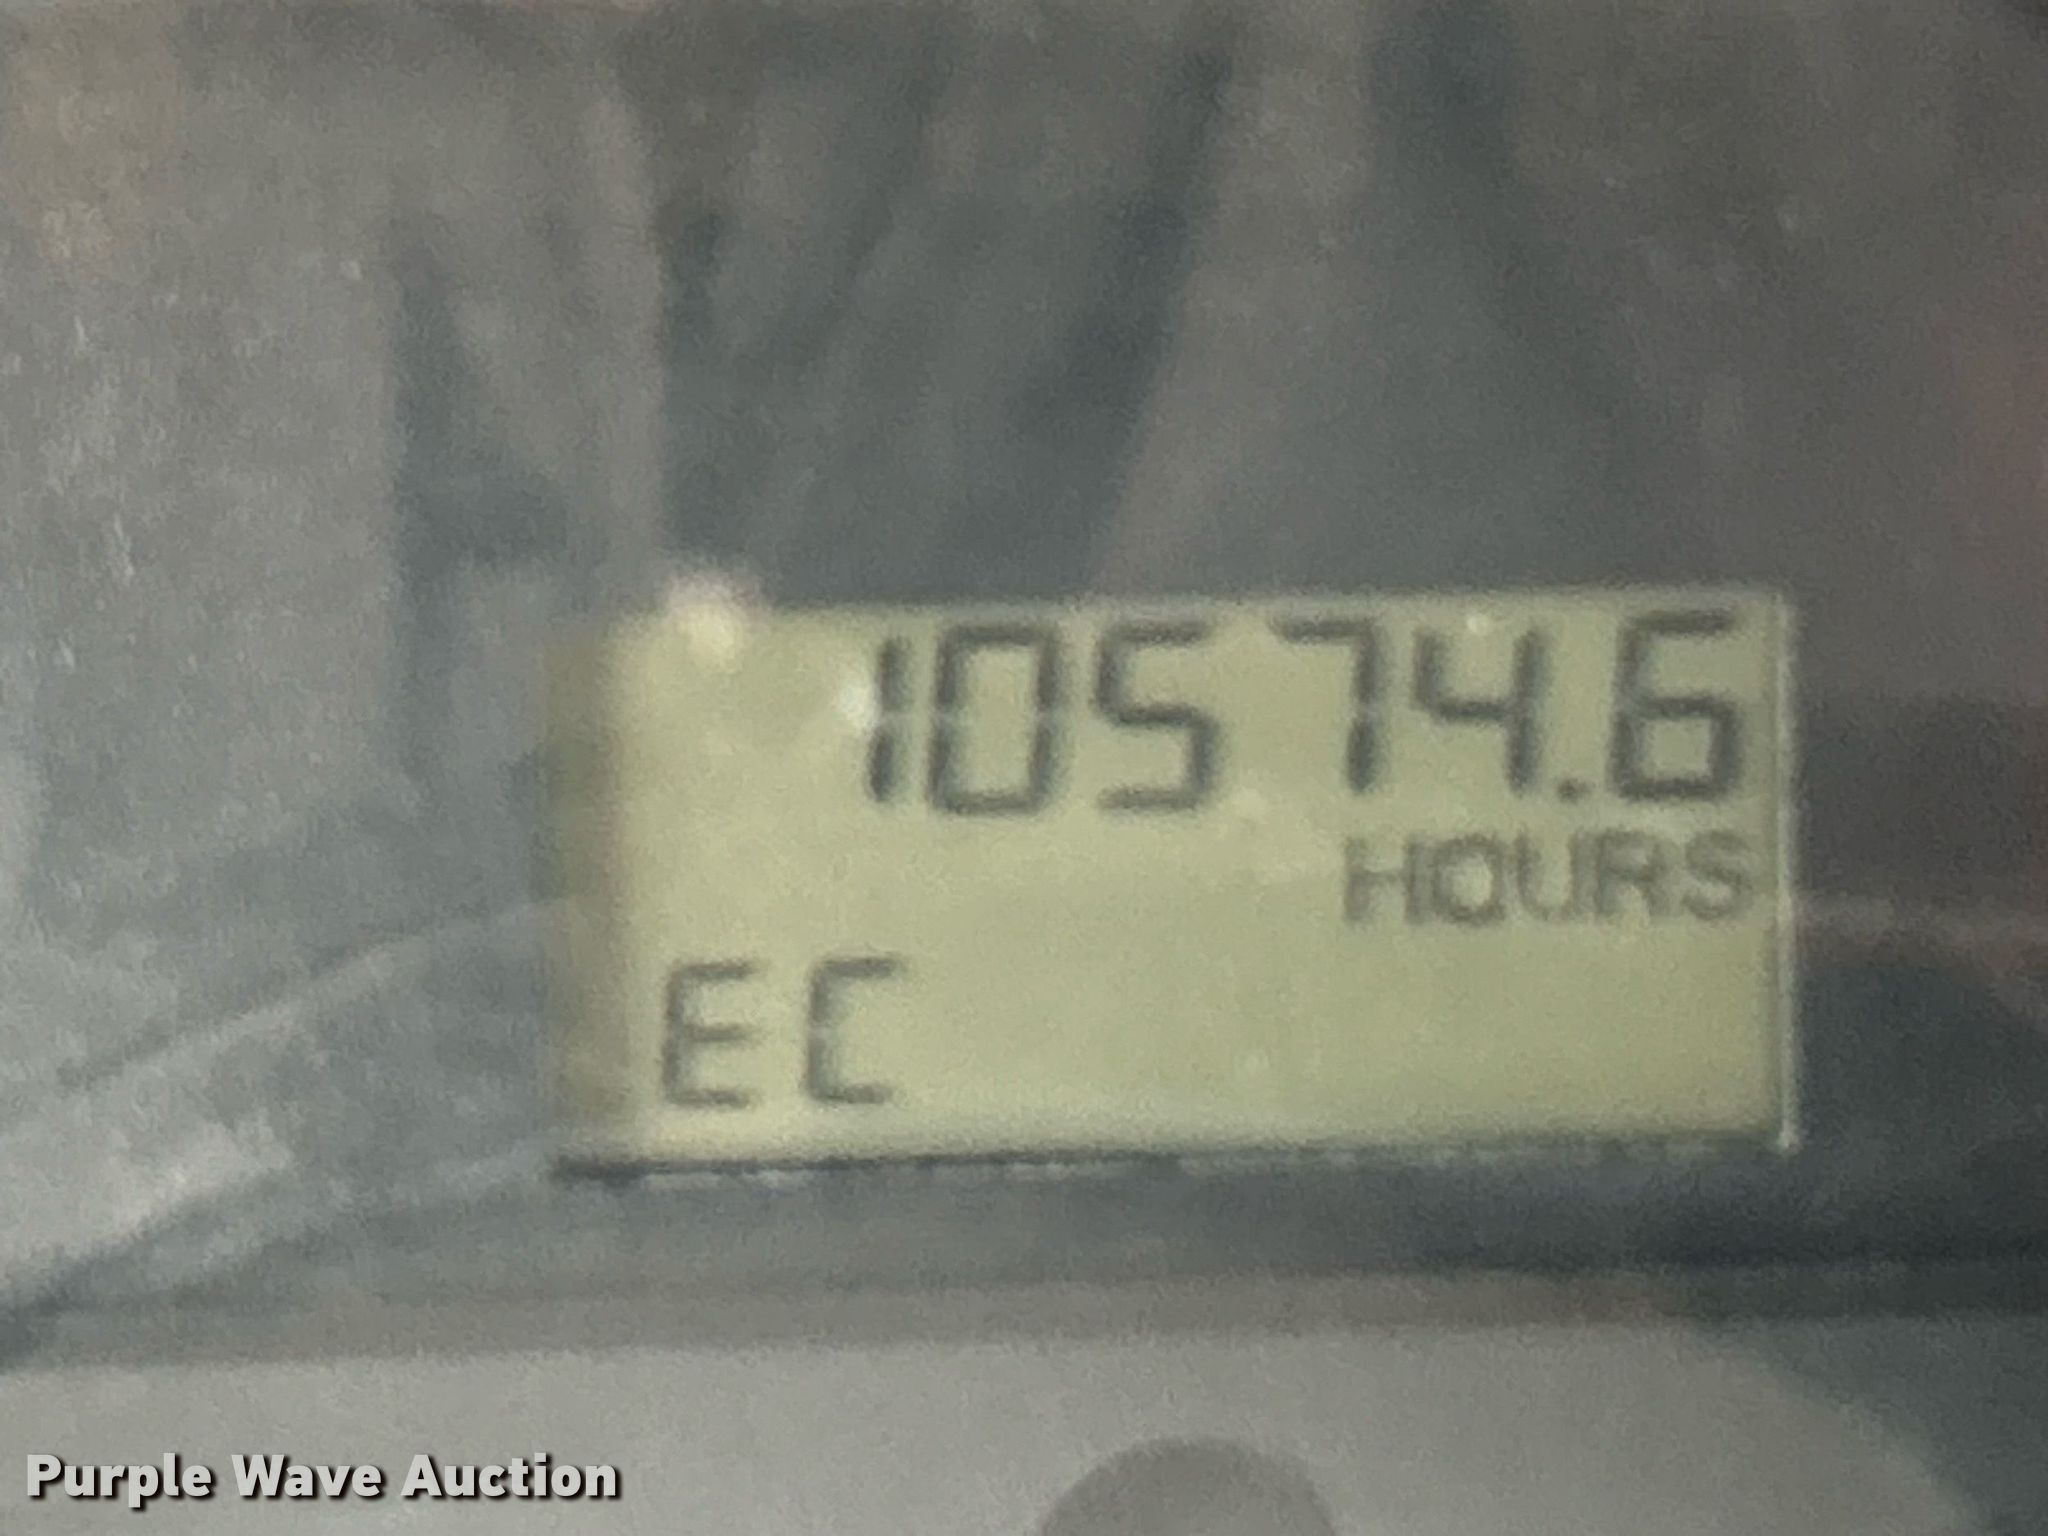 10574.6
HOURS
EC
Purple Wave Auction